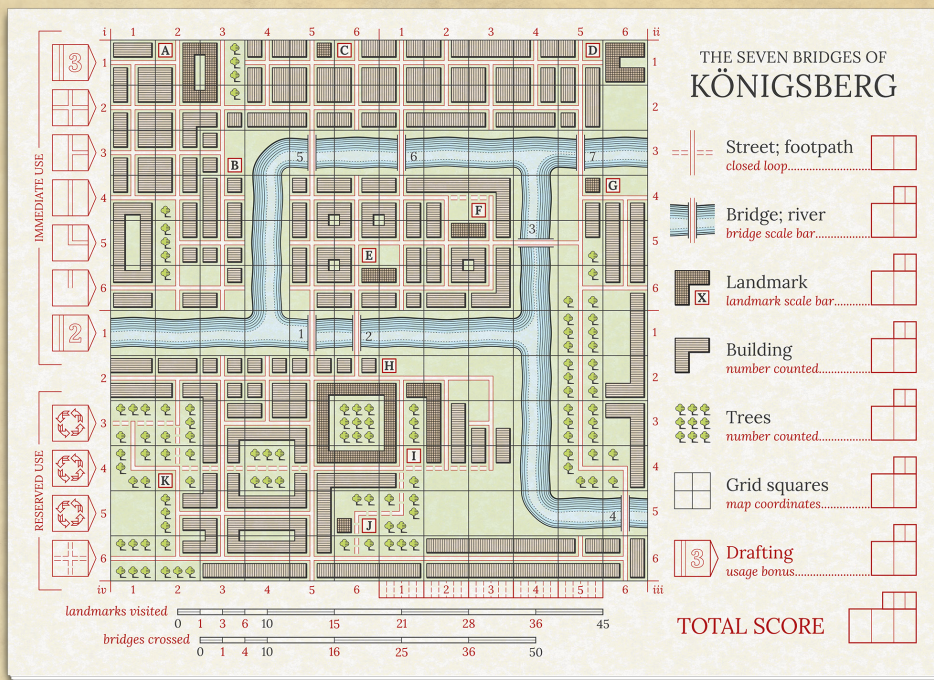 THE SEVEN BRIDGES OF
KÖNIGSBERG
Street; footpath
closed loop
Bridge; river
bridge scale bar
Landmark
X
landmark scale bar
Building
number counted
Trees
number counted
Grid squares
map coordinates
3
Drafting
usage bonus
TOTAL SCORE
IMMEDIATE USE
3
2
RESERVED USE
i 1 2 3 4 5 6 1 2 3 4 5 6 ii
1 2 3 4 5 6 1 2 3 4 5 6
1 2 3 4 5 6 1 2 3 4 5 6
iv 1 2 3 4 5 6 1 2 3 4 5 6 iii
A
C
D
B
5
6
7
G
F
3
E
1
2
H
I
K
J
4
landmarks visited
0 1 3 6 10 15 21 28 36 45
bridges crossed
0 1 4 10 16 25 36 50